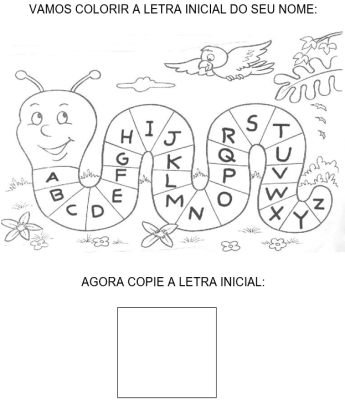 VAMOS COLORIR A LETRA INICIAL DO SEU NOME:
A
B
C
D
E
F
G
H
I
J
K
L
M
N
O
P
Q
R
S
T
U
V
W
X
Y
Z
AGORA COPIE A LETRA INICIAL: